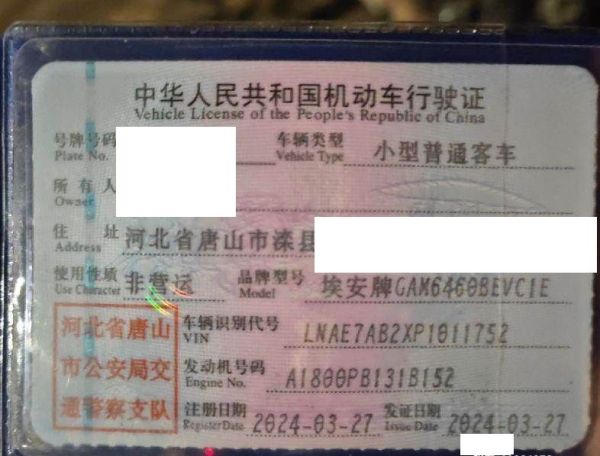 中华人民共和国机动车行驶证
Vehicle License of the People's Republic of China
号牌号码 车辆类型 小型普通客车
Plate No. Vehicle Type
所有人
Owner
住 址 河北省唐山市滦县
Address
使用性质 非营运 品牌型号 埃安牌GAM6460BEVC1E
Use Character Model
河北省唐山 车辆识别代号 LNAE7AB2XP1011752
VIN
市公安局交 发动机号码 A1800PB131B152
Engine No.
通警察支队 注册日期 2024-03-27 发证日期 2024-03-27
Register Date Issue Date